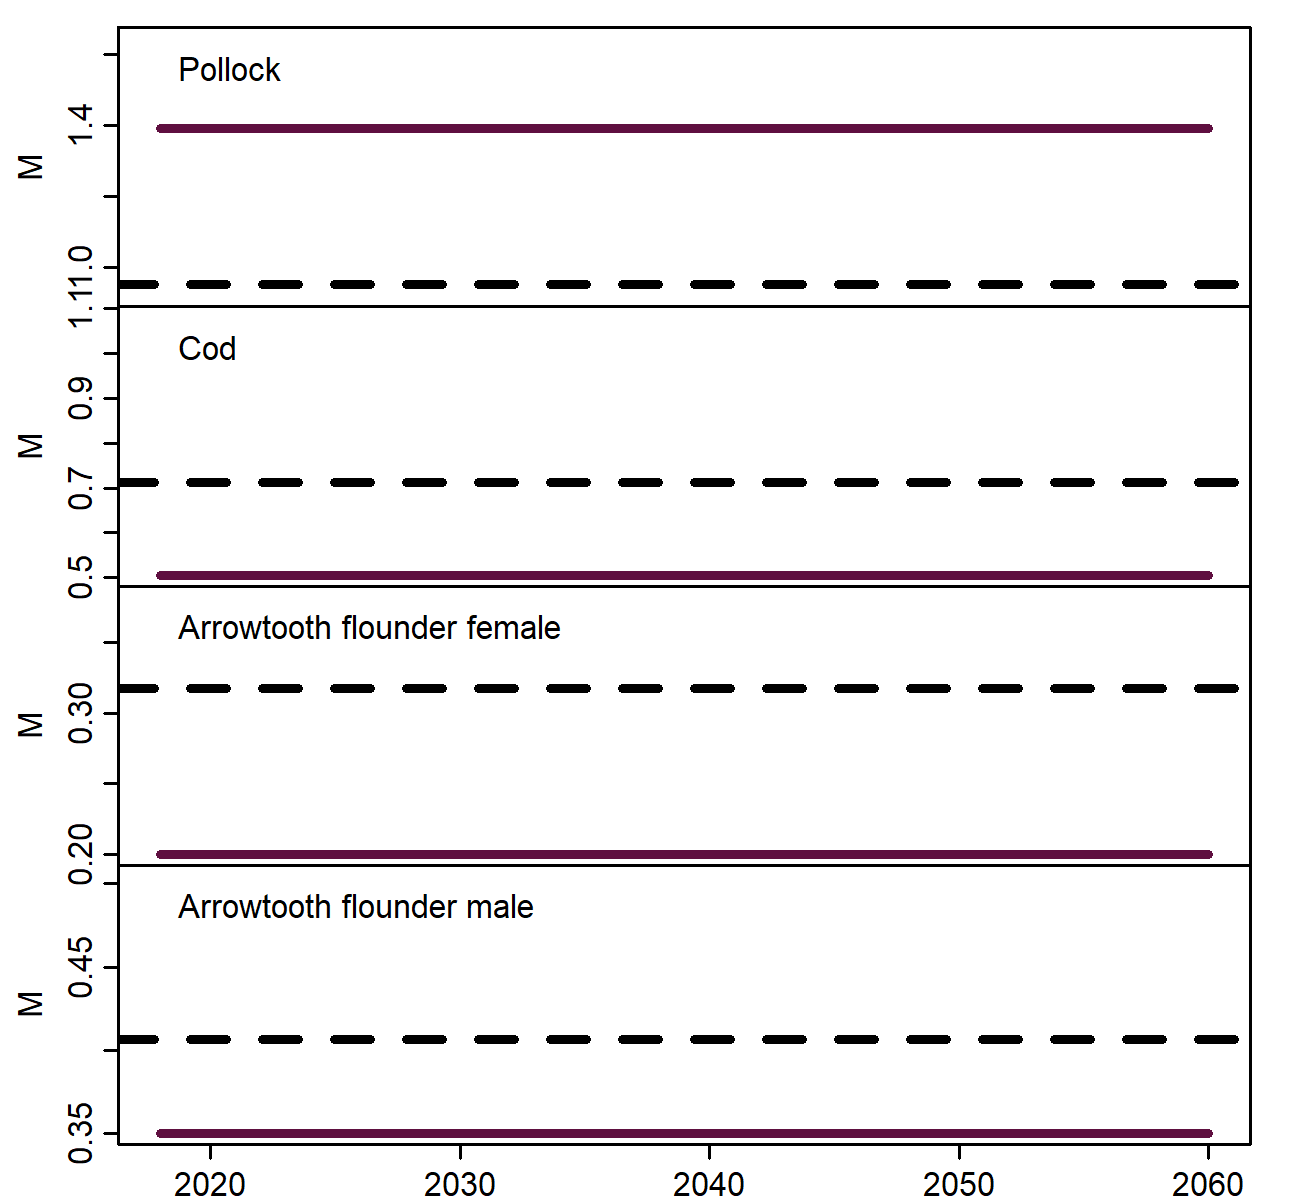 Pollock
M
1.4
1.0
Cod
M
1.1
0.9
0.7
0.5
Arrowtooth flounder female
M
0.30
0.20
Arrowtooth flounder male
M
0.45
0.35
2020 2030 2040 2050 2060